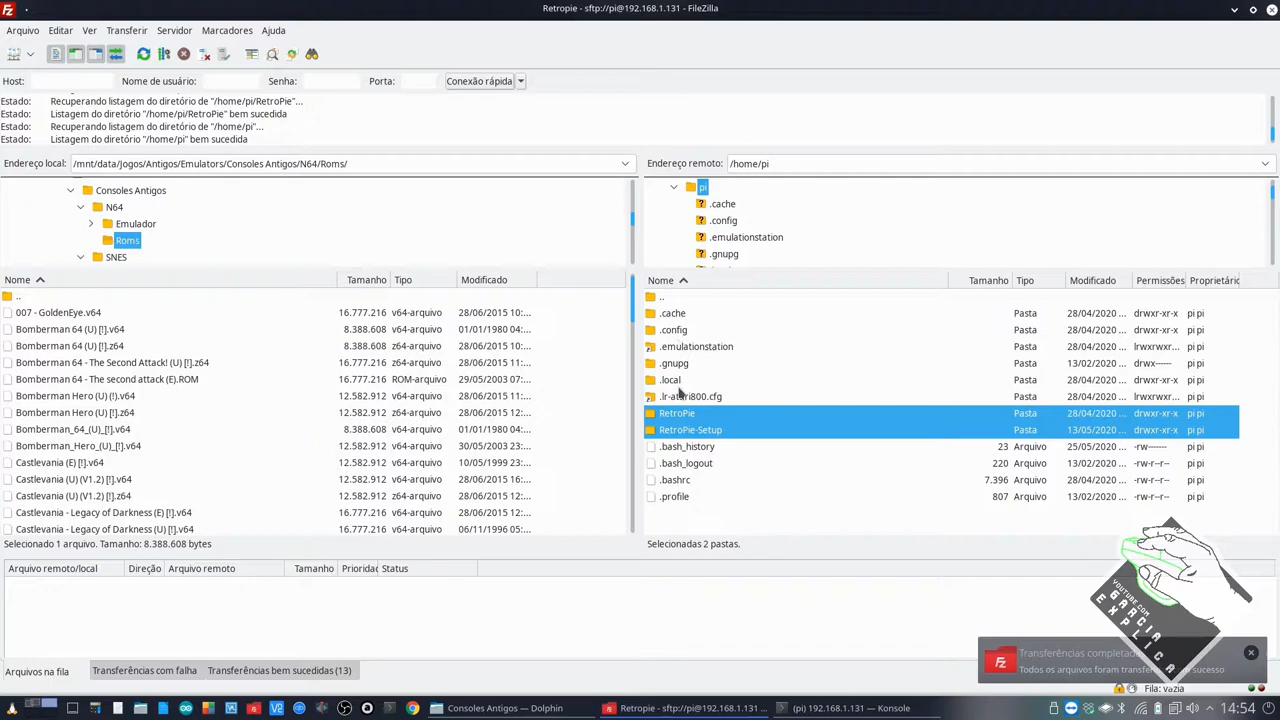 Retropie - sftp://pi@192.168.1.131 - FileZilla
Arquivo Editar Ver Transferir Servidor Marcadores Ajuda
Host: Nome de usuário: Senha: Porta: Conexão rápida
Estado: Recuperando listagem do diretório de "/home/pi/RetroPie"...
Estado: Listagem do diretório "/home/pi/RetroPie" bem sucedida
Estado: Recuperando listagem do diretório de "/home/pi"...
Estado: Listagem do diretório "/home/pi" bem sucedida
Endereço local: /mnt/data/Jogos/Antigos/Emulators/Consoles Antigos/N64/Roms/
Consoles Antigos
N64
Emulador
Roms
SNES
Nome Tamanho Tipo Modificado
..
007 - GoldenEye.v64 16.777.216 v64-arquivo 28/06/2015 10:...
Bomberman 64 (U) [!].v64 8.388.608 v64-arquivo 01/01/1980 04:...
Bomberman 64 (U) [!].z64 8.388.608 z64-arquivo 01/01/1980 04:...
Bomberman 64 - The Second Attack! (U) [!].v64 16.777.216 v64-arquivo 28/06/2015 11:...
Bomberman 64 - The second attack (E).ROM 16.777.216 ROM-arquivo 29/05/2003 07:...
Bomberman Hero (U) (!).v64 12.582.912 v64-arquivo 28/06/2015 10:...
Bomberman Hero (U) [!].z64 12.582.912 z64-arquivo 28/06/2015 10:...
Bomberman_64_(U)_[!].v64 8.388.608 v64-arquivo 01/01/1980 04:...
Bomberman_Hero_(U)_[!].v64 12.582.912 v64-arquivo 30/05/1923 23:...
Castlevania (E) [!].v64 12.582.912 v64-arquivo 10/05/1999 23:...
Castlevania (U) (V1.2) [!].v64 12.582.912 v64-arquivo 28/06/2015 16:...
Castlevania (U) (V1.2) [!].z64 12.582.912 z64-arquivo 28/06/2015 10:...
Castlevania - Legacy of Darkness (E) [!].v64 16.777.216 v64-arquivo 28/06/2015 12:...
Castlevania - Legacy of Darkness (U) [!].v64 16.777.216 v64-arquivo 06/11/1996 05:...
Selecionado 1 arquivo. Tamanho: 8.388.608 bytes
Endereço remoto: /home/pi
pi
.cache
.config
.emulationstation
.gnupg
Nome Tamanho Tipo Modificado Permissões Proprietário
..
.cache Pasta 28/04/2020 ... drwxr-xr-x pi pi
.config Pasta 28/04/2020 ... drwxr-xr-x pi pi
.emulationstation Pasta 28/04/2020 ... lrwxrwxr... pi pi
.gnupg Pasta 13/02/2020 ... drwx------ pi pi
.local Pasta 28/04/2020 ... drwxr-xr-x pi pi
.lr-atari800.cfg Pasta 28/04/2020 ... lrwxrwxr... pi pi
RetroPie Pasta 28/04/2020 ... drwxr-xr-x pi pi
RetroPie-Setup Pasta 13/05/2020 ... drwxr-xr-x pi pi
.bash_history 23 Arquivo 25/05/2020 ... -rw------- pi pi
.bash_logout 220 Arquivo 13/02/2020 ... -rw-r--r-- pi pi
.bashrc 7.396 Arquivo 28/04/2020 ... -rw-r--r-- pi pi
.profile 807 Arquivo 13/02/2020 ... -rw-r--r-- pi pi
Selecionadas 2 pastas.
Arquivo remoto/local Direção Arquivo remoto Tamanho Prioridad Status
YOUTUBE.COM
EGARCIA
EXPLICA
Transferências completadas
Todos os arquivos foram sucesso
Arquivos na fila Transferências com falha Transferências bem sucedidas (13)
Fila: vazia
Consoles Antigos — Dolphin Retropie - sftp://pi@192.168.1.131 ... (pi) 192.168.1.131 — Konsole 14:54